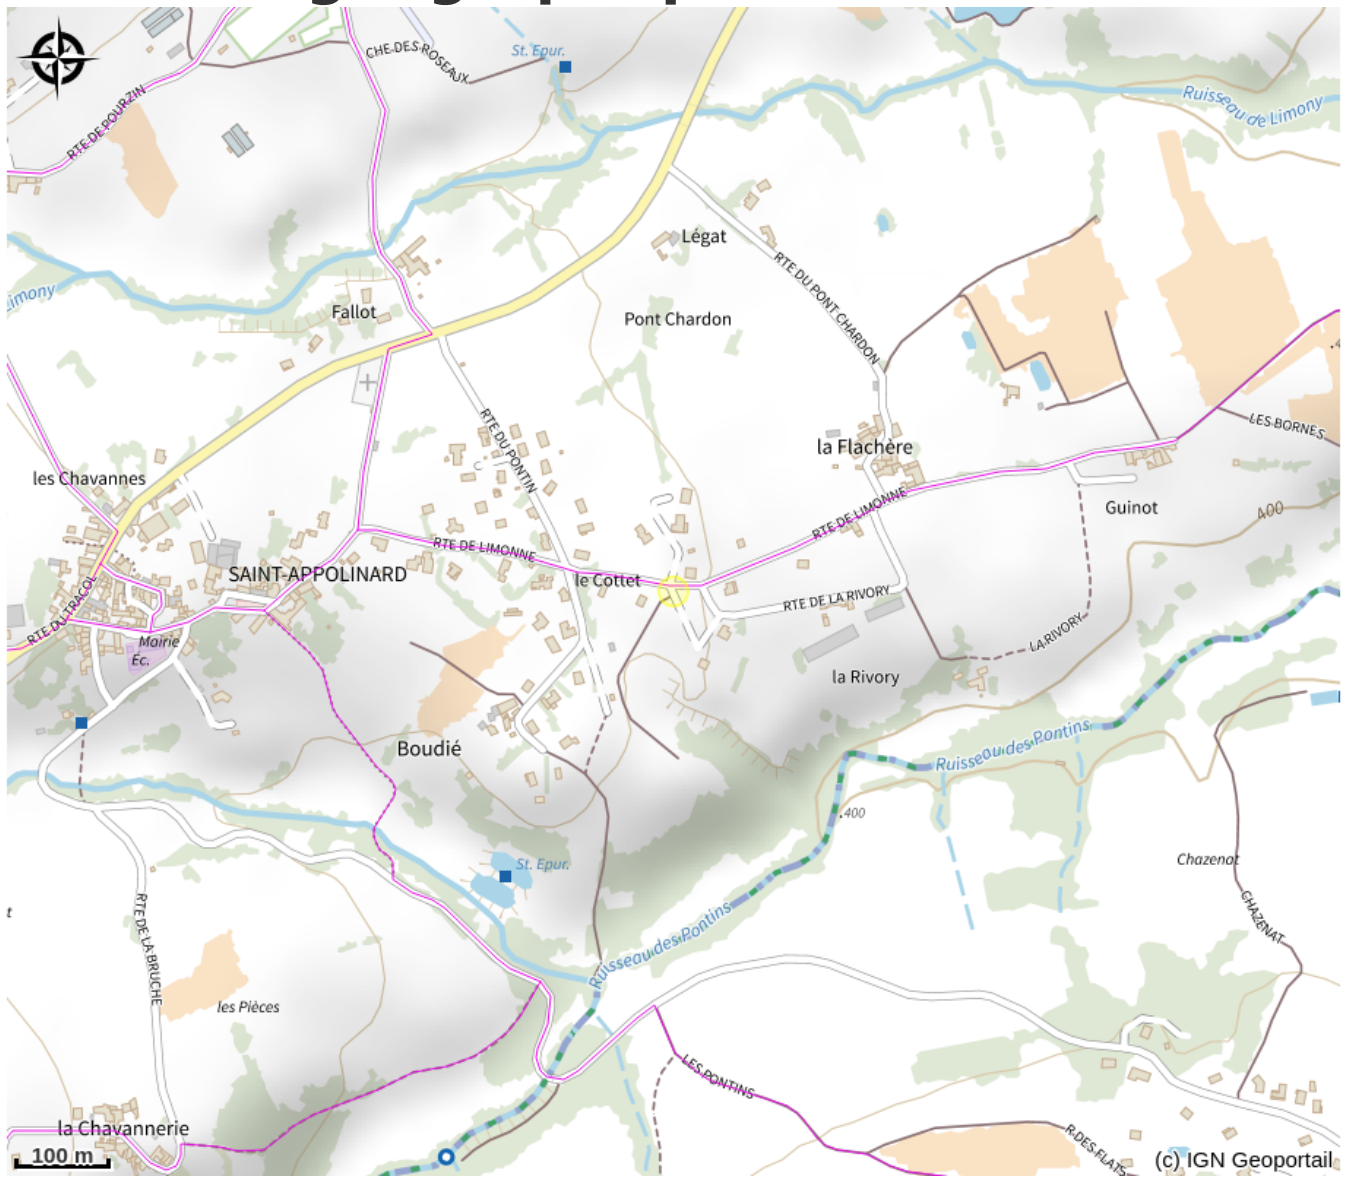 CHE DES ROSEAUX
St. Epur.
RTE DE POURZIN
Ruisseau de Limony
Légat
RTE DU PONT CHARDON
Limony
Fallot
Pont Chardon
RTE DU PONTIN
la Flachère
LES BORNES
les Chavannes
RTE DE LIMONNE
Guinot
400
RTE DE LIMONNE
SAINT-APPOLINARD
le Cottet
RTE DU TRACOL
RTE DE LA RIVORY
Mairie
Éc.
LA RIVORY
la Rivory
Boudié
Ruisseau des Pontins
.400
St. Epur.
Chazenot
t
RTE DE LA BRUCHE
CHAZENAT
Ruisseau des Pontins
les Pièces
LES PONTINS
la Chavannerie
R DES FLATS
100 m
(c) IGN Geoportail